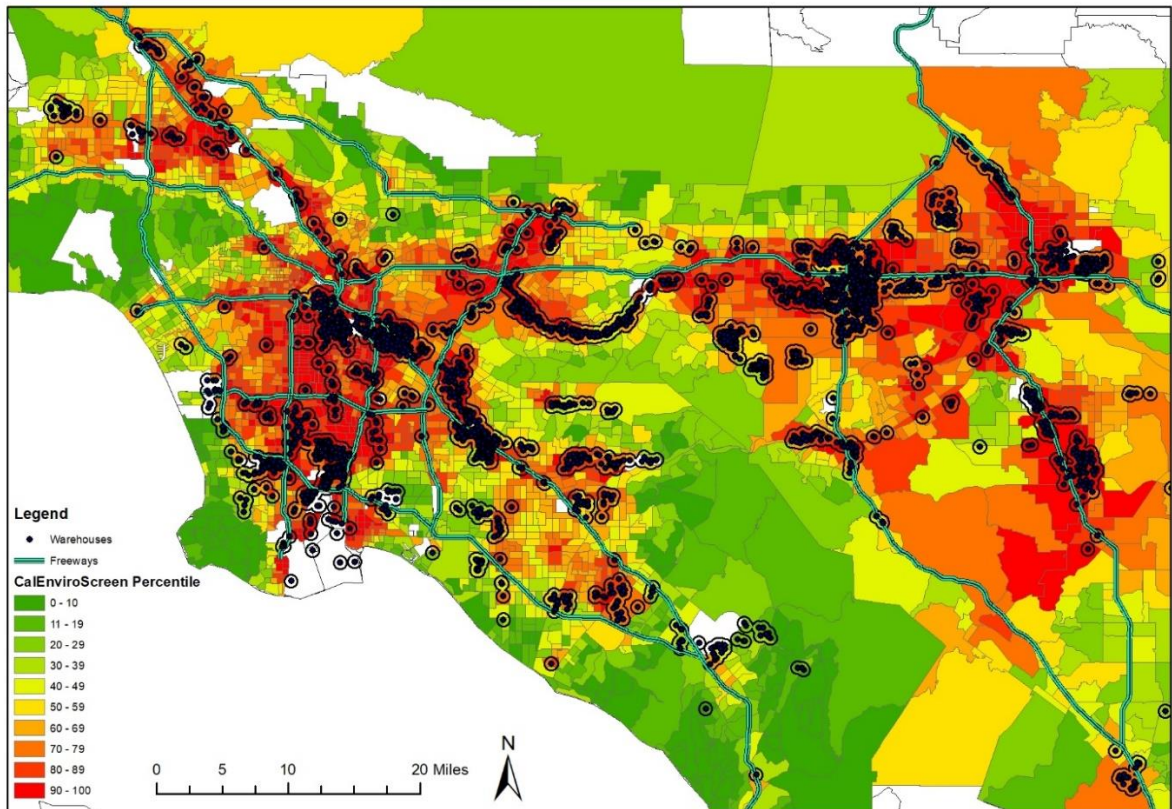 Legend
Warehouses
Freeways
CalEnviroScreen Percentile
0 - 10
11 - 19
20 - 29
30 - 39
40 - 49
50 - 59
60 - 69
70 - 79
80 - 89
90 - 100
0 5 10 20 Miles
N